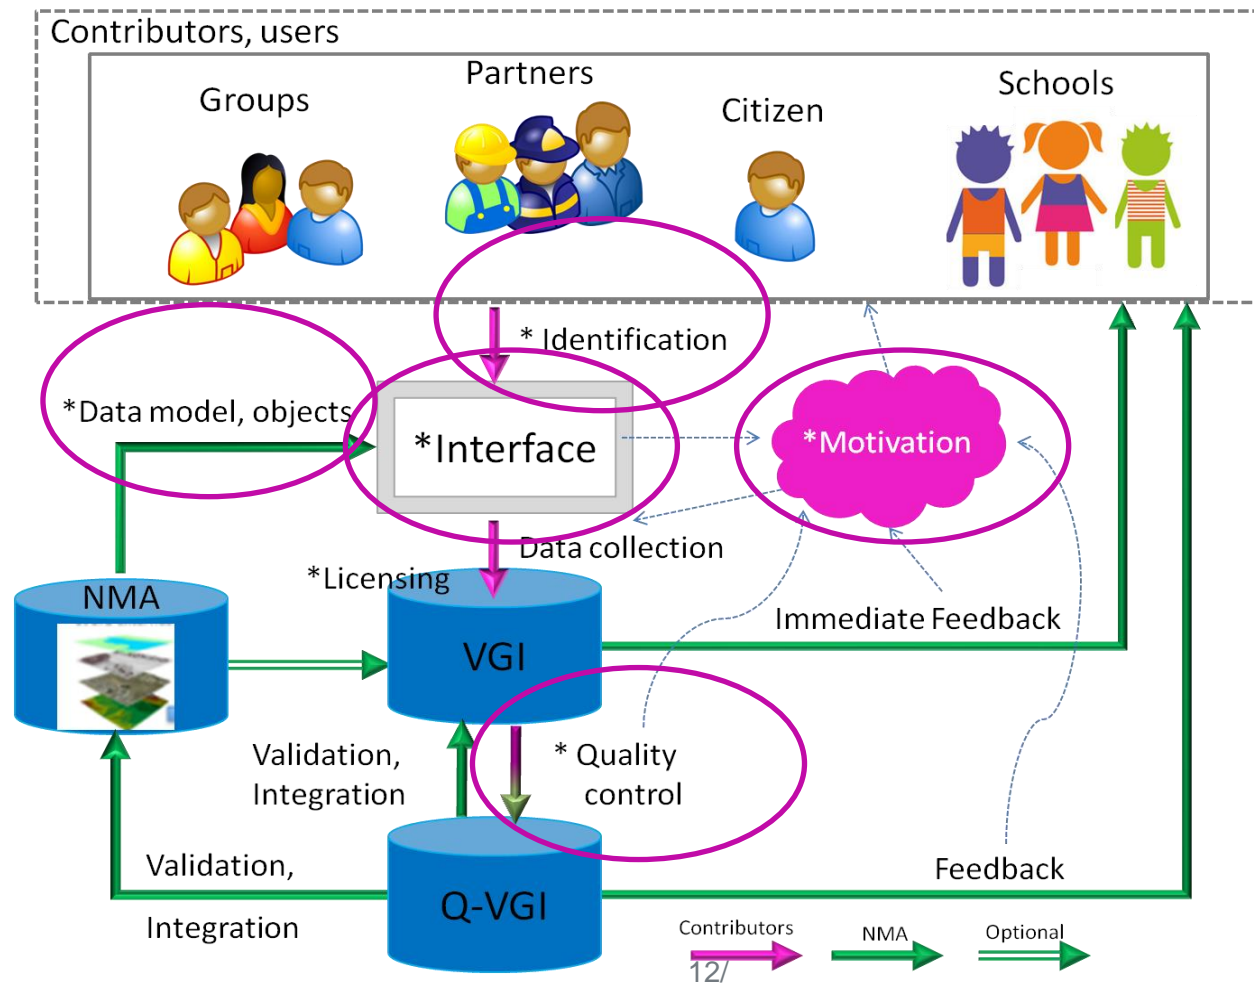 Contributors, users
Groups
Partners
Citizen
Schools
* Identification
*Data model, objects
*Interface
*Motivation
Data collection
*Licensing
NMA
VGI
Immediate Feedback
Validation,
Integration
* Quality
control
Validation,
Integration
Q-VGI
Feedback
Contributors
NMA
Optional
12/